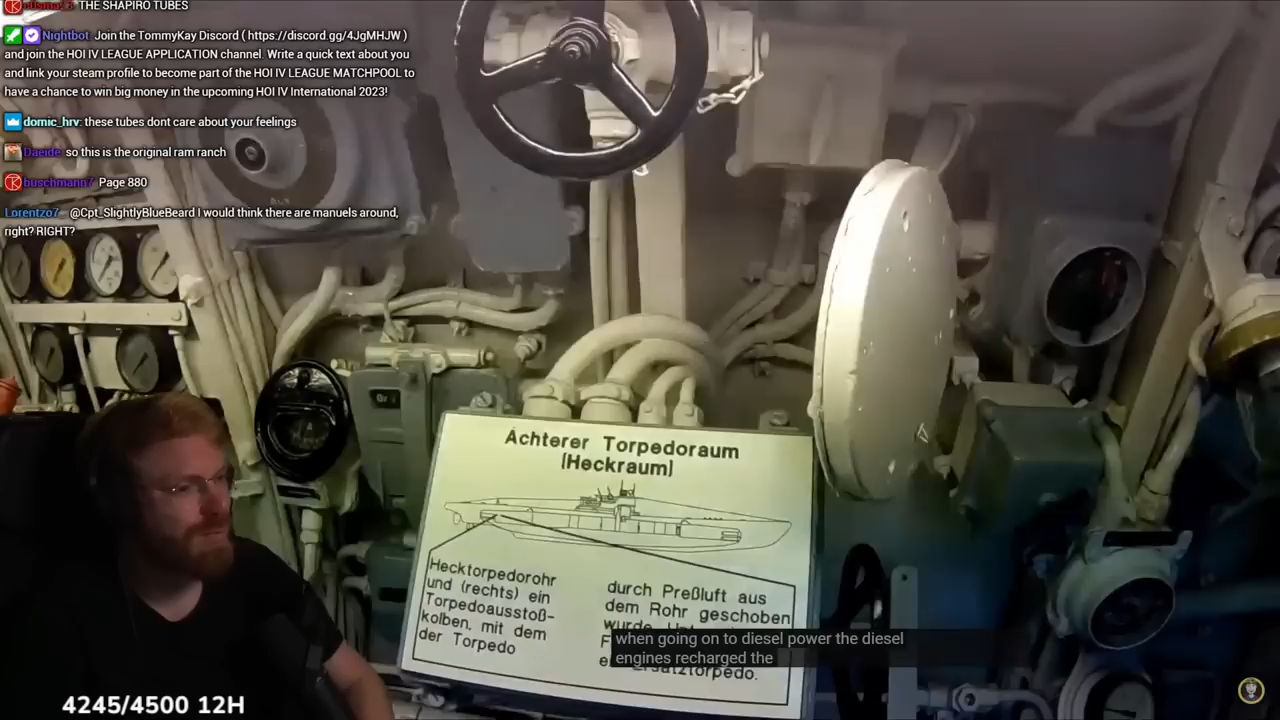 THE SHAPIRO TUBES
Nightbot: Join the TommyKay Discord ( https://discord.gg/4JgMHJW )
and join the HOI IV LEAGUE APPLICATION channel. Write a quick text about you
and link your steam profile to become part of the HOI IV LEAGUE MATCHPOOL to
have a chance to win big money in the upcoming HOI IV International 2023!
domic_hrv: these tubes dont care about your feelings
Daeide: so this is the original ram ranch
buschmann7: Page 880
Lorentzo7: @Cpt_SlightlyBlueBeard I would think there are manuels around,
right? RIGHT?
Achterer Torpedoraum
(Heckraum)
Hecktorpedorohr
und (rechts) ein
Torpedoausstoß-
kolben, mit dem
der Torpedo
durch Preßluft aus
dem Rohr geschoben
wurde.
Ersatztorpedo.
when going on to diesel power the diesel
engines recharged the
4245/4500 12H